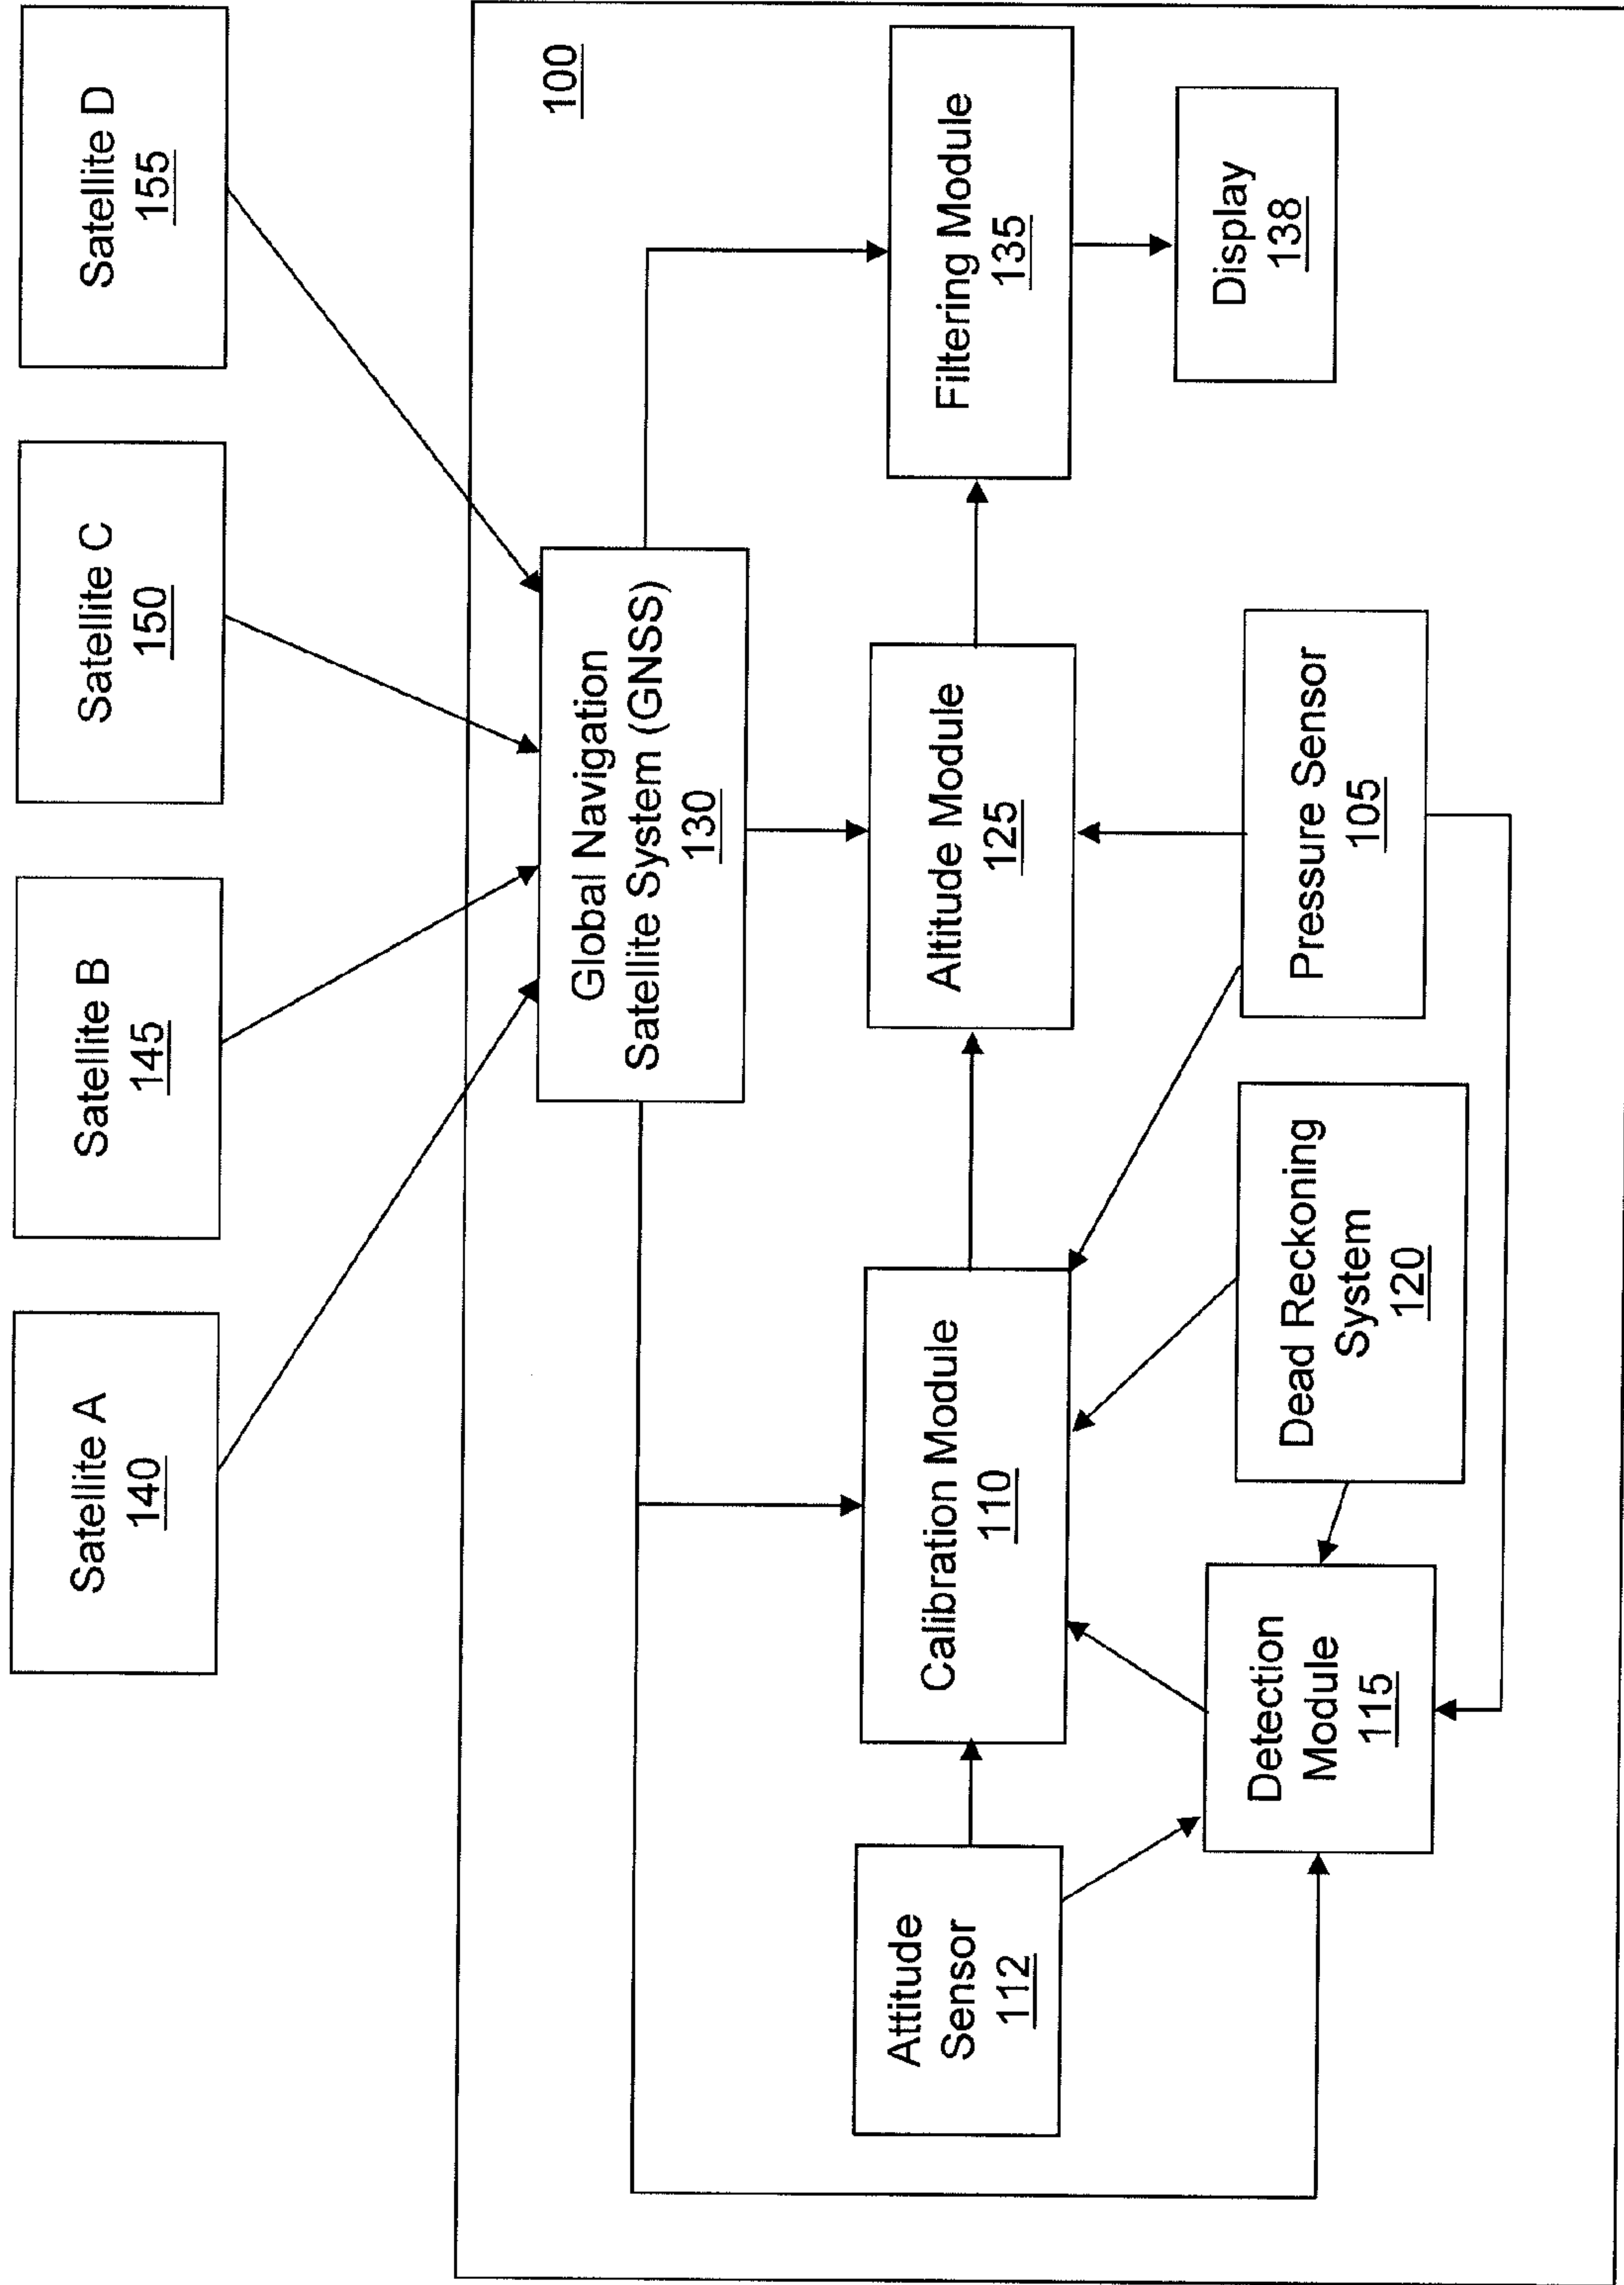 Satellite A
140
Satellite B
145
Satellite C
150
Satellite D
155
100
Global Navigation
Satellite System (GNSS)
130
Attitude
Sensor
112
Calibration Module
110
Altitude Module
125
Filtering Module
135
Detection
Module
115
Dead Reckoning
System
120
Pressure Sensor
105
Display
138